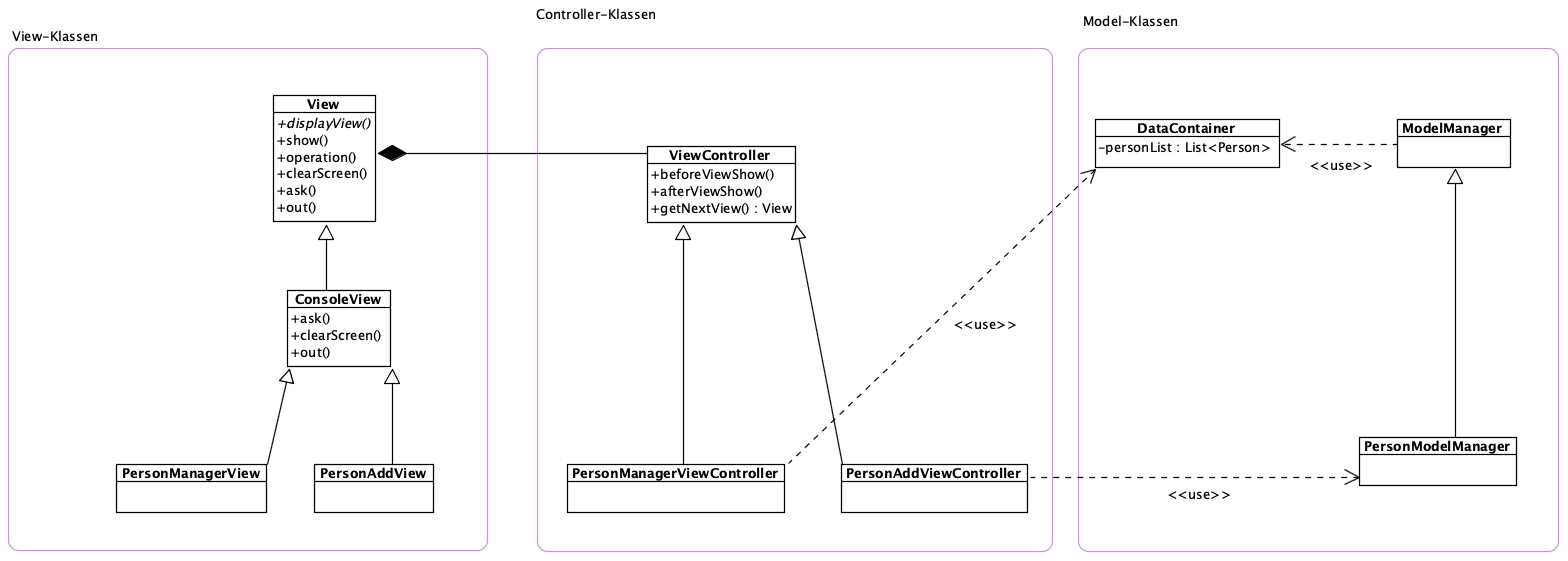 View-Klassen
View
+displayView()
+show()
+operation()
+clearScreen()
+ask()
+out()
ConsoleView
+ask()
+clearScreen()
+out()
PersonManagerView
PersonAddView
Controller-Klassen
ViewController
+beforeViewShow()
+afterViewShow()
+getNextView() : View
PersonManagerViewController
PersonAddViewController
<<use>>
<<use>>
Model-Klassen
DataContainer
-personList : List<Person>
<<use>>
ModelManager
PersonModelManager